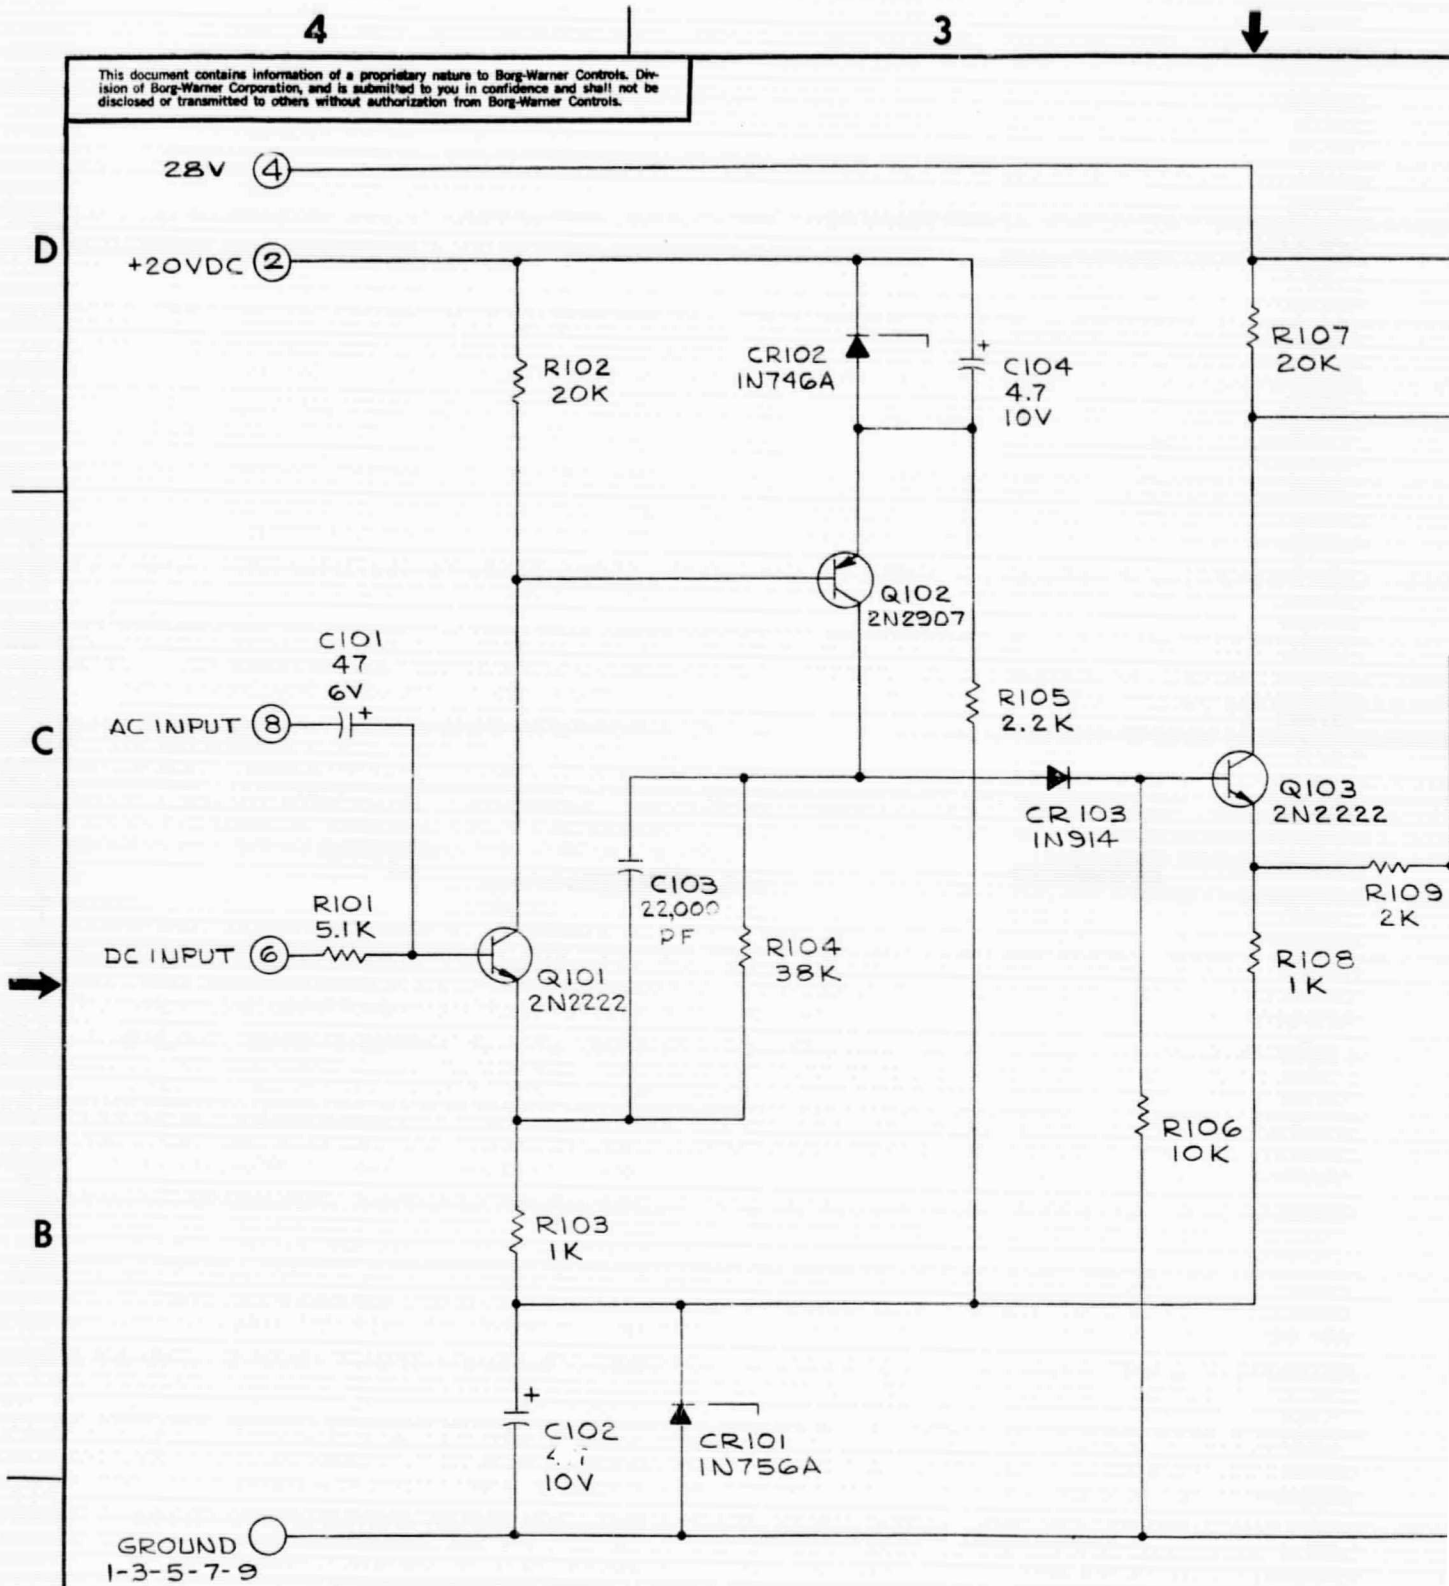 4
3
This document contains information of a proprietary nature to Borg-Warner Controls. Div-
ision of Borg-Warner Corporation, and is submitted to you in confidence and shall not be
disclosed or transmitted to others without authorization from Borg-Warner Controls.
28V 4
D
+20VDC 2
R102
20K
CR102
1N746A
+
C104
4.7
10V
R107
20K
Q102
2N2907
C101
47
6V
R105
2.2K
C
AC INPUT 8
+
CR103
1N914
Q103
2N2222
C103
22,000
PF
R109
2K
R101
5.1K
R104
38K
R108
1K
DC INPUT 6
Q101
2N2222
R106
10K
B
R103
1K
+
C102
10V
CR101
1N756A
GROUND
1-3-5-7-9